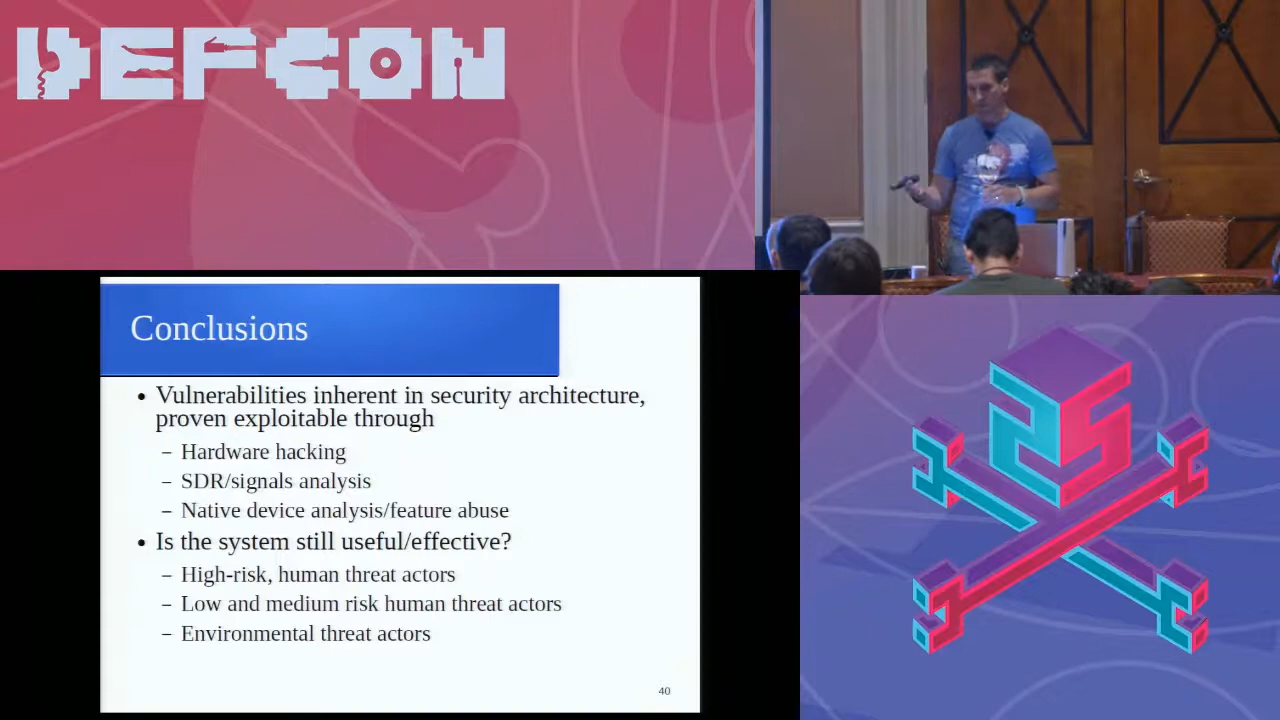 DEFCON
Conclusions
• Vulnerabilities inherent in security architecture,
proven exploitable through
– Hardware hacking
– SDR/signals analysis
– Native device analysis/feature abuse
• Is the system still useful/effective?
– High-risk, human threat actors
– Low and medium risk human threat actors
– Environmental threat actors
40
25